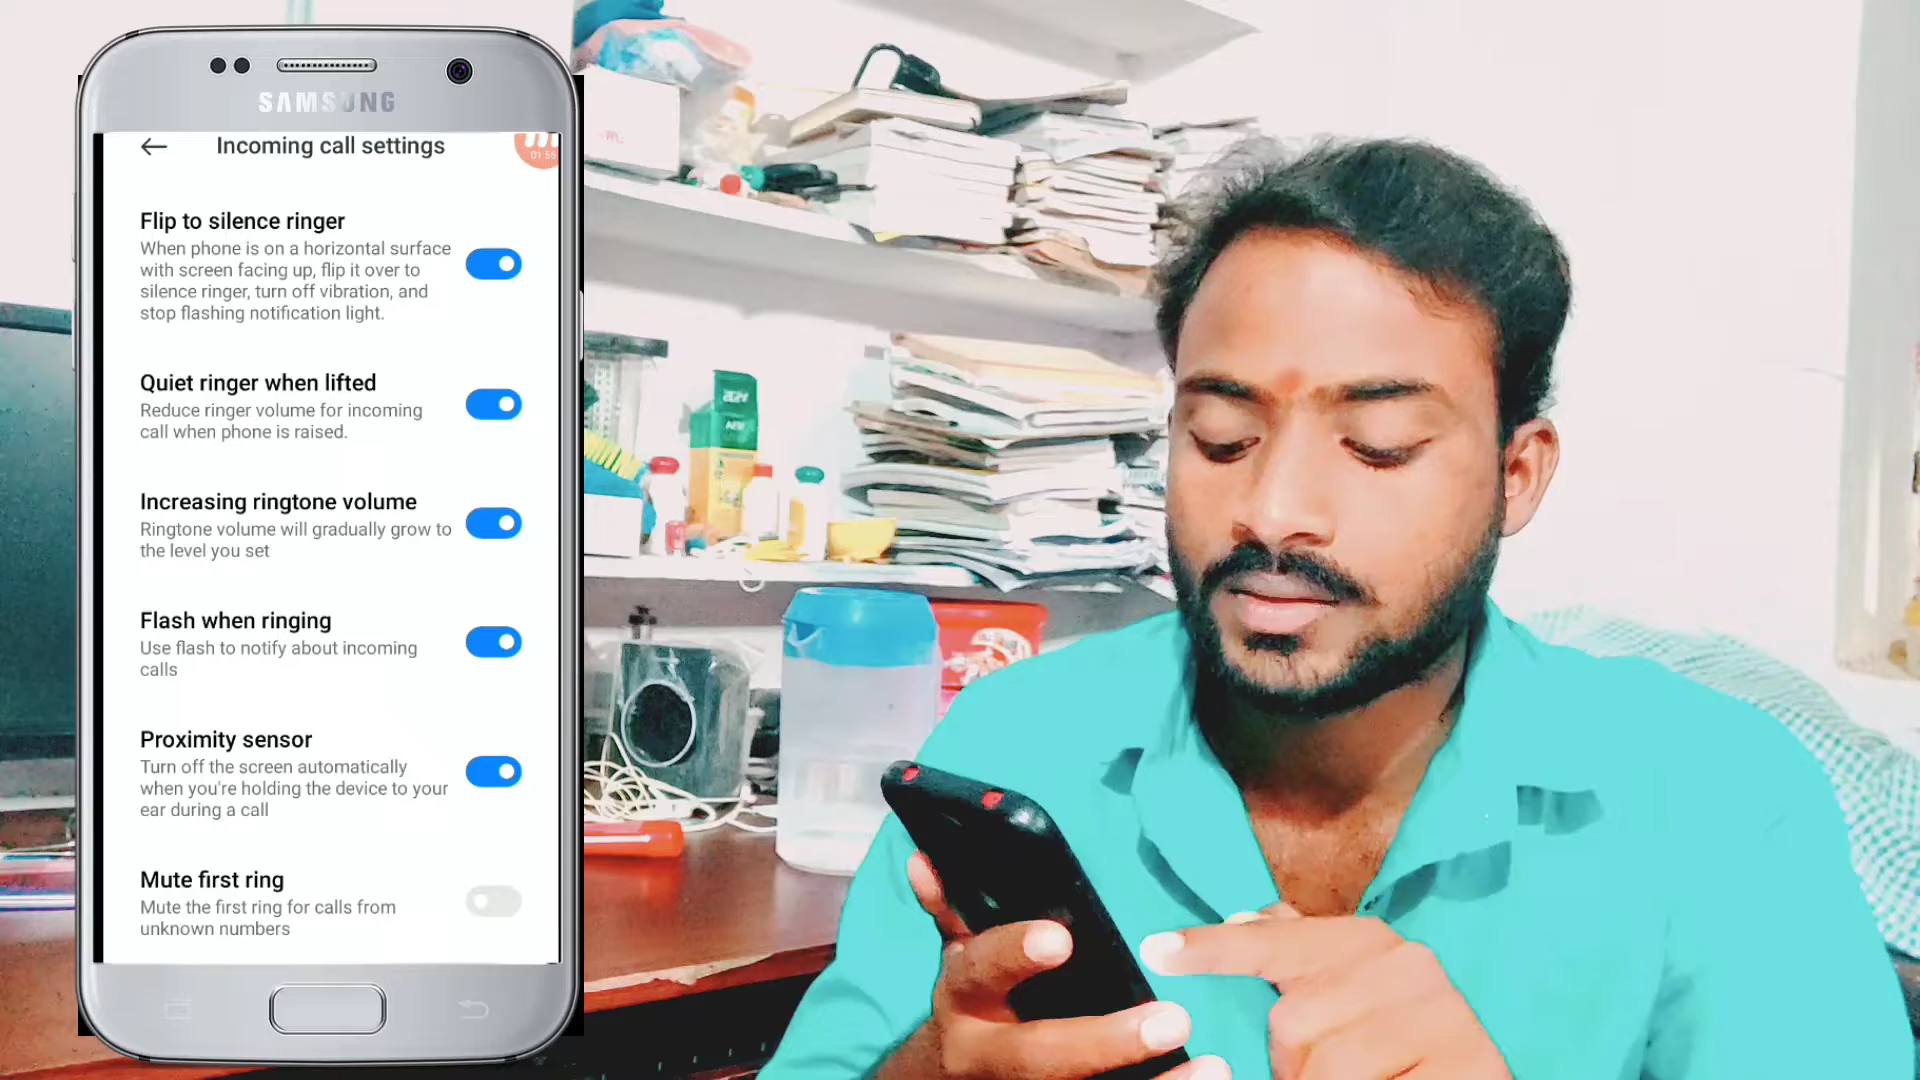 SAMSUNG
Incoming call settings
01:55
Flip to silence ringer
When phone is on a horizontal surface
with screen facing up, flip it over to
silence ringer, turn off vibration, and
stop flashing notification light.
Quiet ringer when lifted
Reduce ringer volume for incoming
call when phone is raised.
Increasing ringtone volume
Ringtone volume will gradually grow to
the level you set
Flash when ringing
Use flash to notify about incoming
calls
Proximity sensor
Turn off the screen automatically
when you're holding the device to your
ear during a call
Mute first ring
Mute the first ring for calls from
unknown numbers